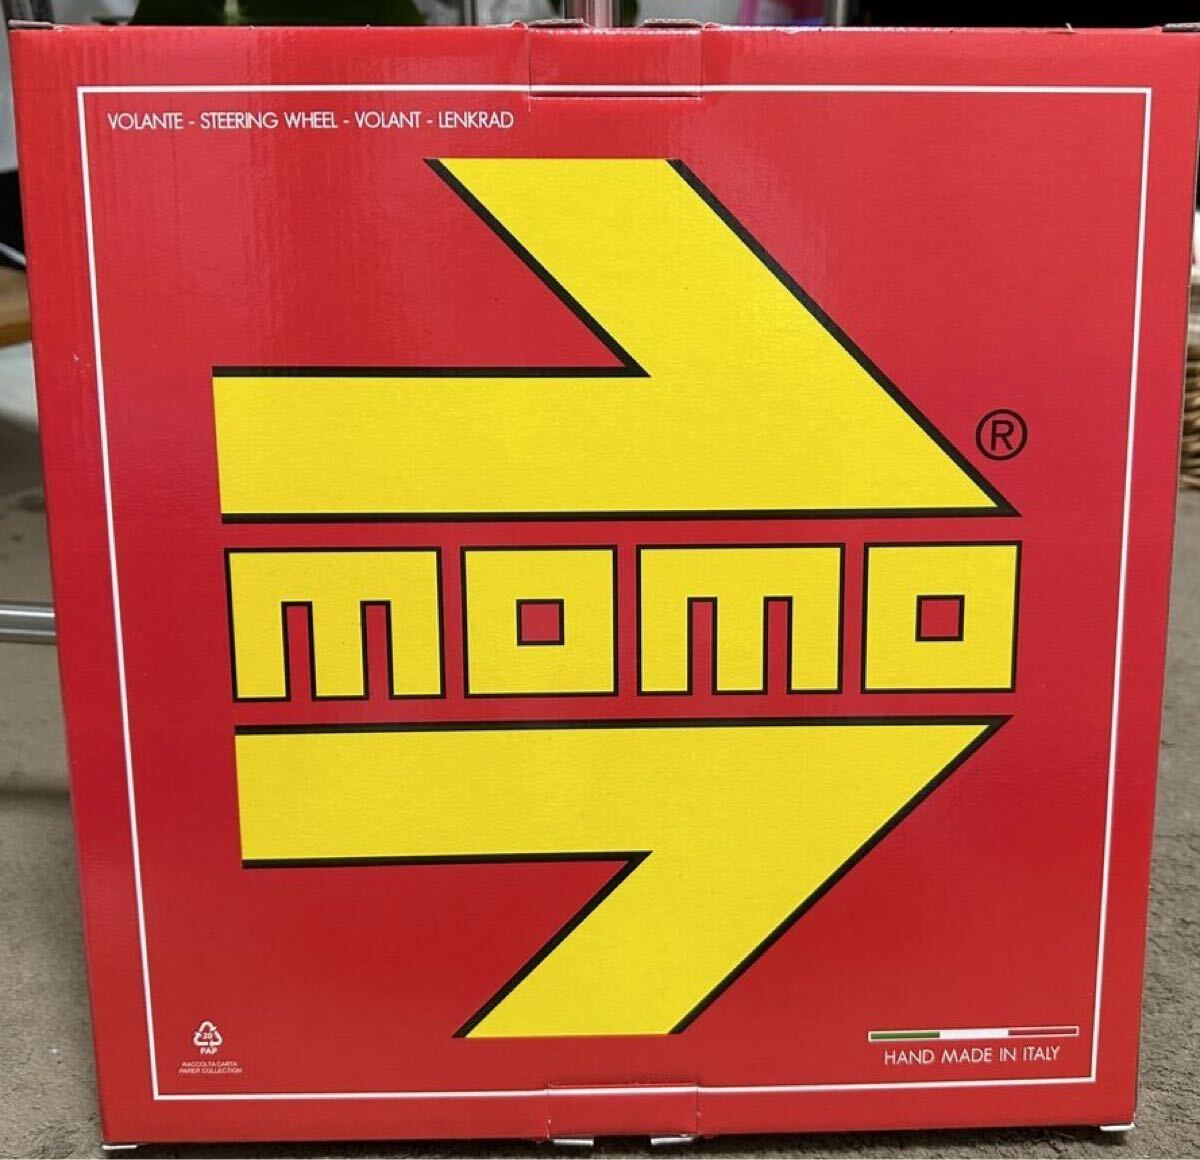 VOLANTE - STEERING WHEEL - VOLANT - LENKRAD
®
momo
20
PAP
RACCOLTA CARTA
PAPER COLLECTION
HAND MADE IN ITALY